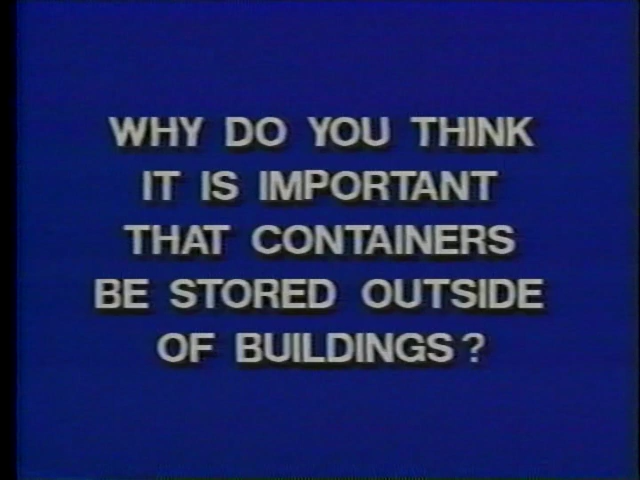 WHY DO YOU THINK
IT IS IMPORTANT
THAT CONTAINERS
BE STORED OUTSIDE
OF BUILDINGS?